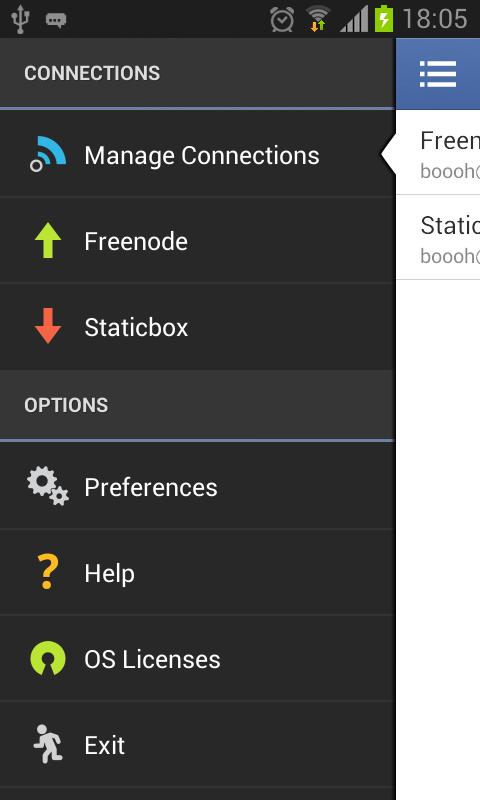 18:05
CONNECTIONS
Manage Connections
Freenode
Staticbox
OPTIONS
Preferences
Help
OS Licenses
Exit
Freen
boooh@
Static
boooh@